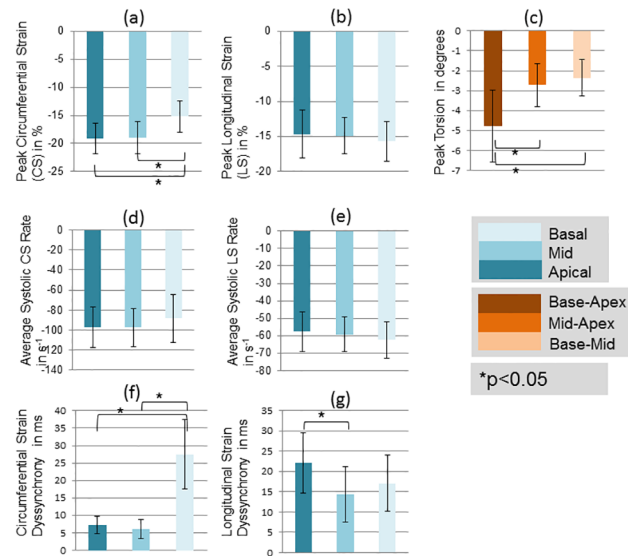 (a)
Peak Circumferential Strain
(CS) in %
0
-5
-10
-15
-20
-25
*
*
(b)
Peak Longitudinal Strain
(LS) in %
0
-5
-10
-15
-20
(c)
Peak Torsion in degrees
0
-1
-2
-3
-4
-5
-6
-7
*
*
(d)
Average Systolic CS Rate
in s-1
0
-20
-40
-60
-80
-100
-120
-140
(e)
Average Systolic LS Rate
in s-1
0
-10
-20
-30
-40
-50
-60
-70
-80
Basal
Mid
Apical
Base-Apex
Mid-Apex
Base-Mid
*p<0.05
(f)
Circumferential Strain
Dyssynchrony in ms
40
35
30
25
20
15
10
5
0
*
*
(g)
Longitudinal Strain
Dyssynchrony in ms
35
30
25
20
15
10
5
0
*